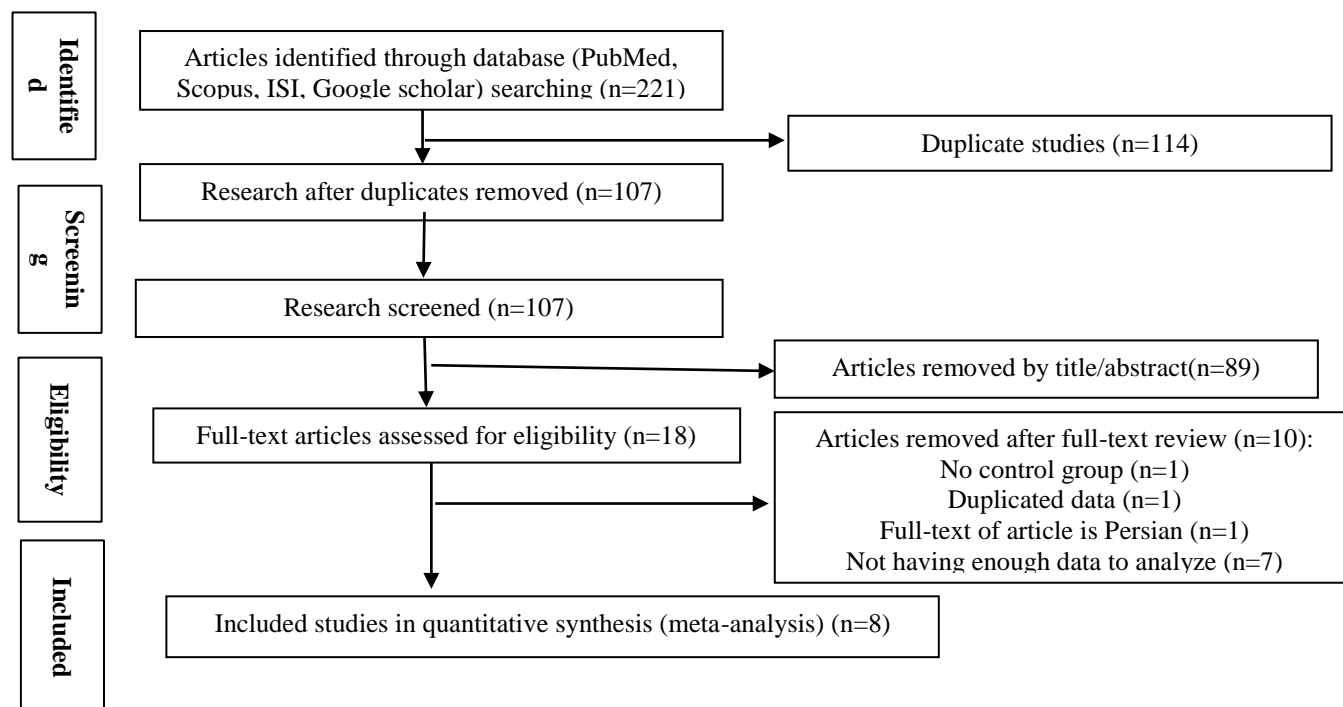 Identifie
d
Articles identified through database (PubMed,
Scopus, ISI, Google scholar) searching (n=221)
Duplicate studies (n=114)
Research after duplicates removed (n=107)
Screenin
g
Research screened (n=107)
Articles removed by title/abstract(n=89)
Eligibility
Full-text articles assessed for eligibility (n=18)
Articles removed after full-text review (n=10):
No control group (n=1)
Duplicated data (n=1)
Full-text of article is Persian (n=1)
Not having enough data to analyze (n=7)
Included
Included studies in quantitative synthesis (meta-analysis) (n=8)